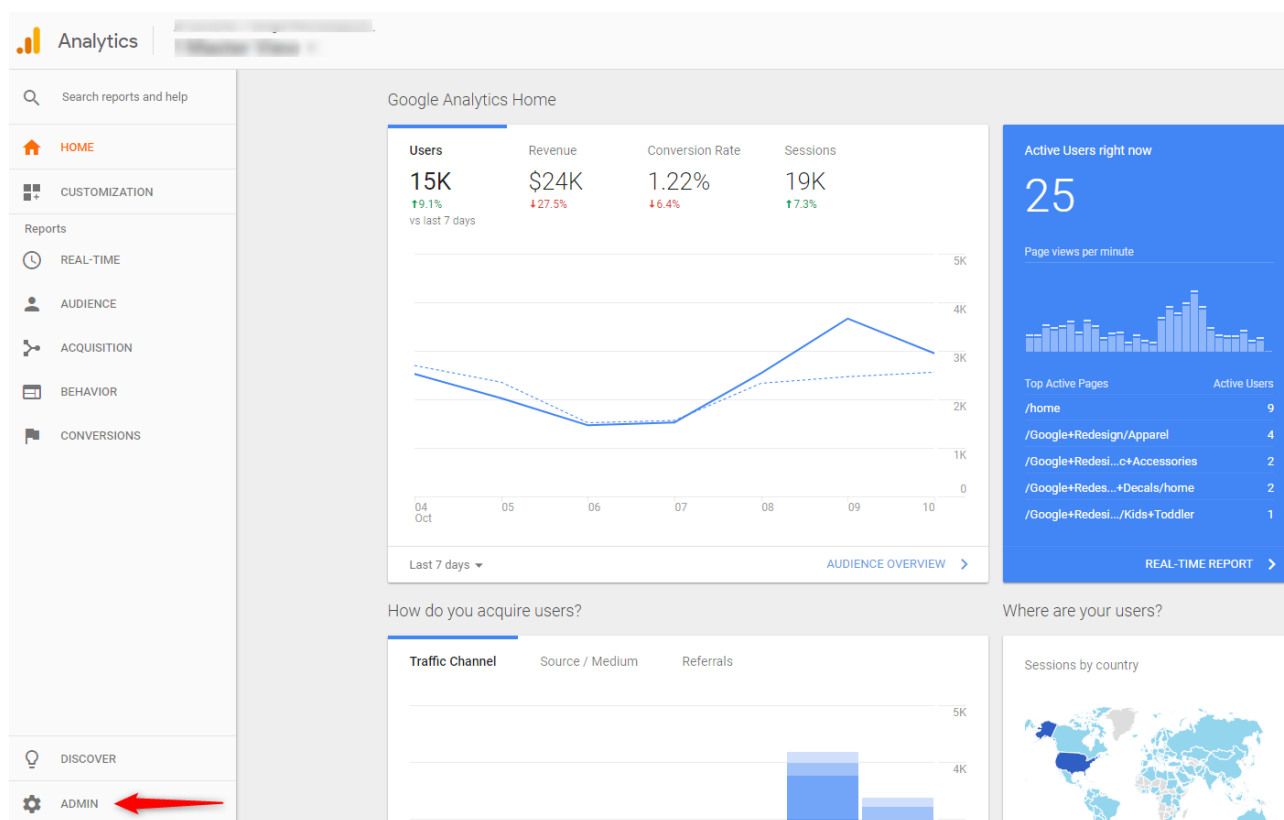 Analytics
Search reports and help
HOME
CUSTOMIZATION
Reports
REAL-TIME
AUDIENCE
ACQUISITION
BEHAVIOR
CONVERSIONS
DISCOVER
ADMIN
Google Analytics Home
Users Revenue Conversion Rate Sessions
15K $24K 1.22% 19K
↑9.1% ↓27.5% ↓6.4% ↑7.3%
vs last 7 days
5K
4K
3K
2K
1K
0
04 05 06 07 08 09 10
Oct
Last 7 days AUDIENCE OVERVIEW
Active Users right now
25
Page views per minute
Top Active Pages Active Users
/home 9
/Google+Redesign/Apparel 4
/Google+Redesi...c+Accessories 2
/Google+Redes...+Decals/home 2
/Google+Redesi.../Kids+Toddler 1
REAL-TIME REPORT
How do you acquire users?
Traffic Channel Source / Medium Referrals
5K
4K
Where are your users?
Sessions by country